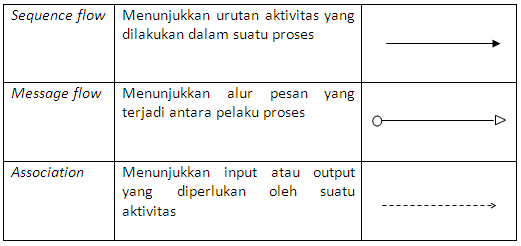 Sequence flow
Menunjukkan urutan aktivitas yang
dilakukan dalam suatu proses
Message flow
Menunjukkan alur pesan yang
terjadi antara pelaku proses
Association
Menunjukkan input atau output
yang diperlukan oleh suatu
aktivitas